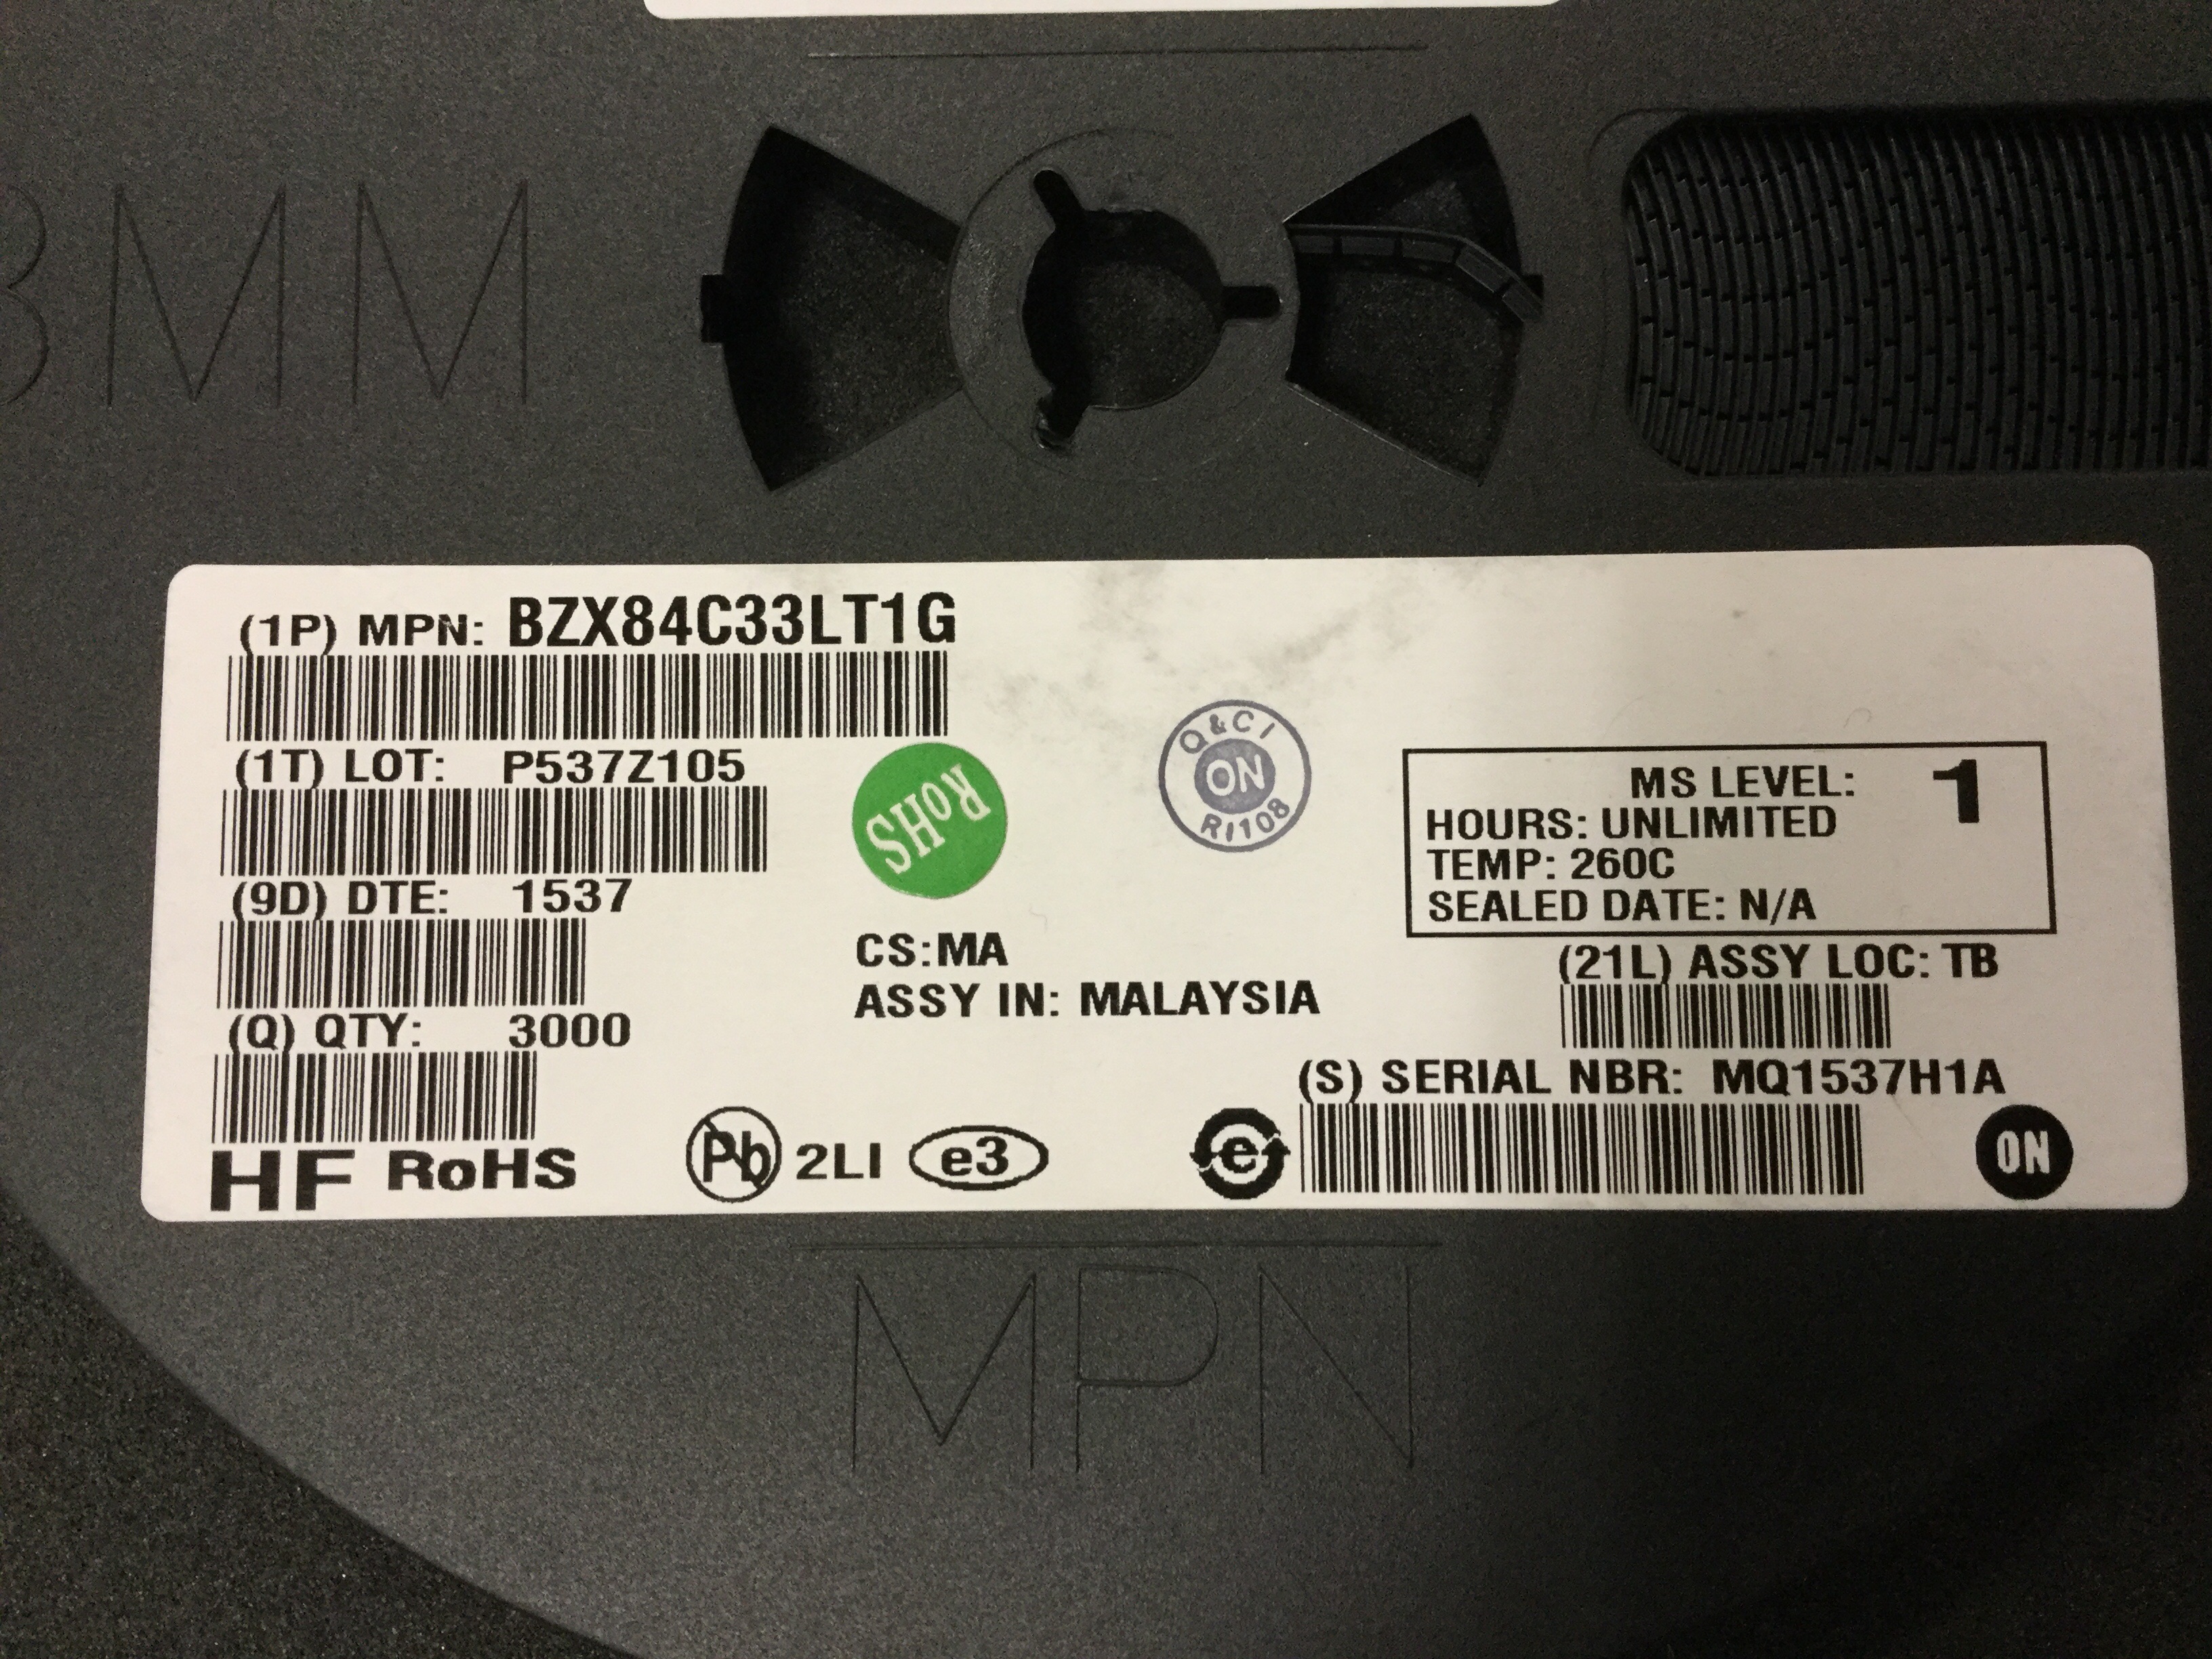 8MM
(1P) MPN: BZX84C33LT1G
(1T) LOT: P537Z105
RoHS
Q&CI
ON
R1108
MS LEVEL: 1
HOURS: UNLIMITED
TEMP: 260C
SEALED DATE: N/A
(9D) DTE: 1537
CS:MA
(21L) ASSY LOC: TB
ASSY IN: MALAYSIA
(Q) QTY: 3000
(S) SERIAL NBR: MQ1537H1A
HF RoHS
Pb 2LI e3
e
ON
MPN